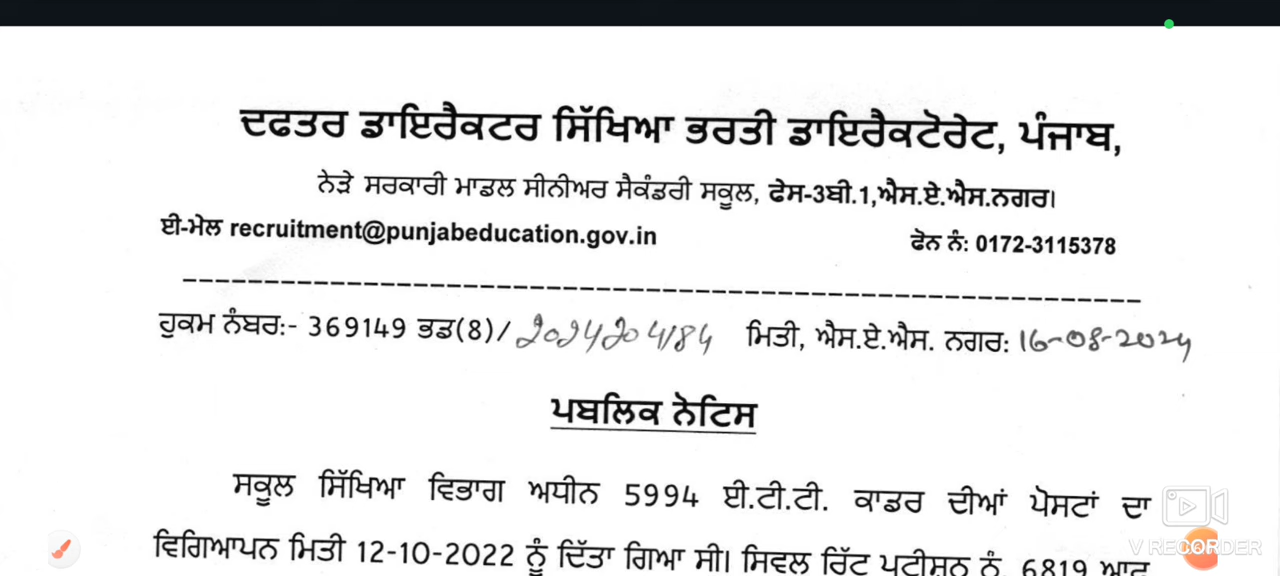 ਦਫਤਰ ਡਾਇਰੈਕਟਰ ਸਿੱਖਿਆ ਭਰਤੀ ਡਾਇਰੈਕਟੋਰੇਟ, ਪੰਜਾਬ,
ਨੇੜੇ ਸਰਕਾਰੀ ਮਾਡਲ ਸੀਨੀਅਰ ਸੈਕੰਡਰੀ ਸਕੂਲ, ਫੇਸ-3ਬੀ.1,ਐਸ.ਏ.ਐਸ.ਨਗਰ।
ਈ-ਮੇਲ recruitment@punjabeducation.gov.in ਫੋਨ ਨੰ: 0172-3115378
ਹੁਕਮ ਨੰਬਰ:- 369149 ਭਡ(8)/ 2024204184 ਮਿਤੀ, ਐਸ.ਏ.ਐਸ. ਨਗਰ: 16-08-2024
ਪਬਲਿਕ ਨੋਟਿਸ
ਸਕੂਲ ਸਿੱਖਿਆ ਵਿਭਾਗ ਅਧੀਨ 5994 ਈ.ਟੀ.ਟੀ. ਕਾਡਰ ਦੀਆਂ ਪੋਸਟਾਂ ਦਾ
ਵਿਗਿਆਪਨ ਮਿਤੀ 12-10-2022 ਨੂੰ ਦਿੱਤਾ ਗਿਆ ਸੀ। ਸਿਵਲ ਰਿੱਟ ਪਟੀਸ਼ਨ ਨੰ. 6819 ਆਫ
V RECORDER